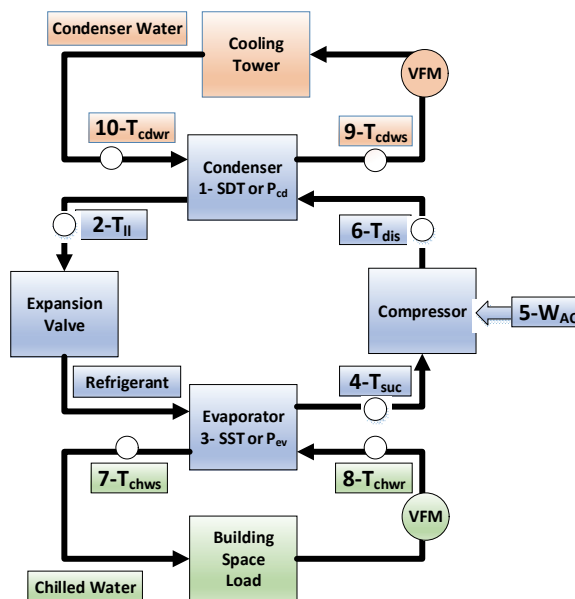 Condenser Water
Cooling
Tower
VFM
10-Tcdwr
9-Tcdws
Condenser
1- SDT or Pcd
2-Tll
6-Tdis
Expansion
Valve
Compressor
5-WAC
Refrigerant
4-Tsuc
Evaporator
3- SST or Pev
7-Tchws
8-Tchwr
VFM
Building
Space
Load
Chilled Water